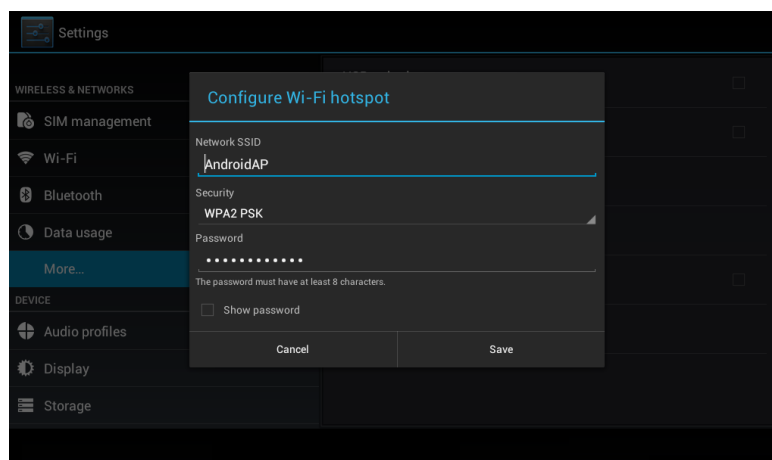 Settings
WIRELESS & NETWORKS
SIM management
Wi-Fi
Bluetooth
Data usage
More...
DEVICE
Audio profiles
Display
Storage
Configure Wi-Fi hotspot
Network SSID
AndroidAP
Security
WPA2 PSK
Password
••••••••••••
The password must have at least 8 characters.
Show password
Cancel
Save